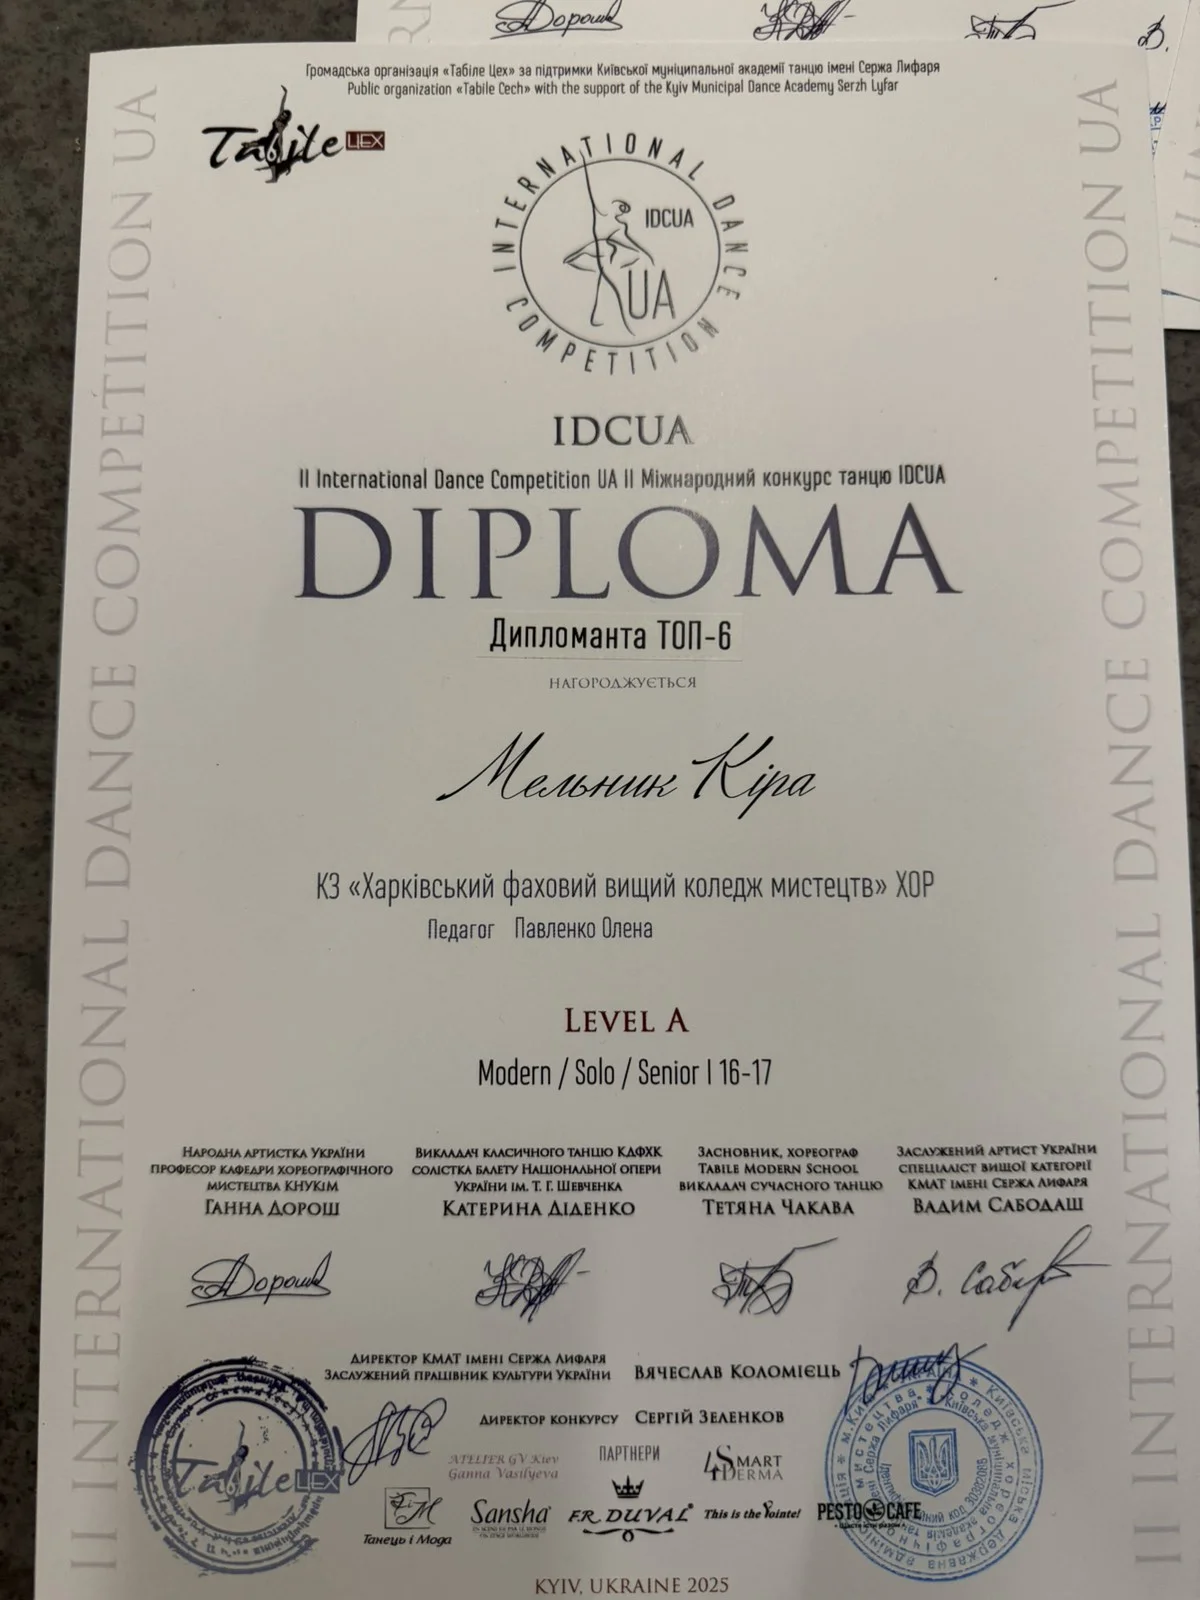 Громадська організація «Табіле Цех» за підтримки Київської муніципальної академії танцю імені Сержа Лифаря
Public organization «Tabile Cech» with the support of the Kyiv Municipal Dance Academy Serzh Lyfar
Tabile ЦЕХ
INTERNATIONAL DANCE COMPETITION
IDCUA
UA
IDCUA
II International Dance Competition UA II Міжнародний конкурс танцю IDCUA
DIPLOMA
Дипломанта ТОП-6
НАГОРОДЖУЄТЬСЯ
Мельник Кіра
КЗ «Харківський фаховий вищий коледж мистецтв» ХОР
Педагог Павленко Олена
LEVEL A
Modern / Solo / Senior I 16-17
НАРОДНА АРТИСТКА УКРАЇНИ
ПРОФЕСОР КАФЕДРИ ХОРЕОГРАФІЧНОГО
МИСТЕЦТВА КНУКІМ
ГАННА ДОРОШ
ВИКЛАДАЧ КЛАСИЧНОГО ТАНЦЮ КДФХК
СОЛІСТКА БАЛЕТУ НАЦІОНАЛЬНОЇ ОПЕРИ
УКРАЇНИ ІМ. Т. Г. ШЕВЧЕНКА
КАТЕРИНА ДІДЕНКО
ЗАСНОВНИК, ХОРЕОГРАФ
TABILE MODERN SCHOOL
ВИКЛАДАЧ СУЧАСНОГО ТАНЦЮ
ТЕТЯНА ЧАКАВА
ЗАСЛУЖЕНИЙ АРТИСТ УКРАЇНИ
СПЕЦІАЛІСТ ВИЩОЇ КАТЕГОРІЇ
КМАТ ІМЕНІ СЕРЖА ЛИФАРЯ
ВАДИМ САБОДАШ
Дорош
ДИРЕКТОР КМАТ ІМЕНІ СЕРЖА ЛИФАРЯ
ЗАСЛУЖЕНИЙ ПРАЦІВНИК КУЛЬТУРИ УКРАЇНИ
ВЯЧЕСЛАВ КОЛОМІЄЦЬ
ДИРЕКТОР КОНКУРСУ СЕРГІЙ ЗЕЛЕНКОВ
ПАРТНЕРИ
ATELIER GV Kiev
Ganna Vasilyeva
4SMART DERMA
Танець і Мода
Sansha
F.R. DUVAL
This is the Pointe!
PESTO CAFE
KYIV, UKRAINE 2025
II INTERNATIONAL DANCE COMPETITION UA
II INTERNATIONAL DANCE COMPETITION UA